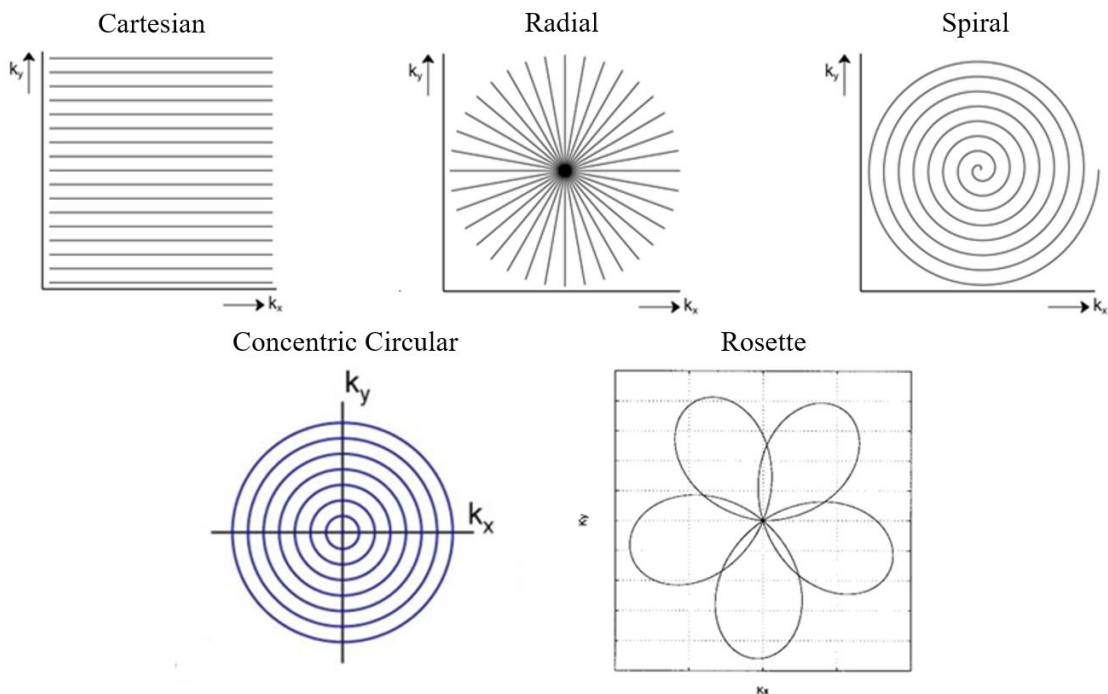 Cartesian
Radial
Spiral
ky
ky
ky
kx
kx
kx
Concentric Circular
Rosette
ky
kx
Ky
Kx